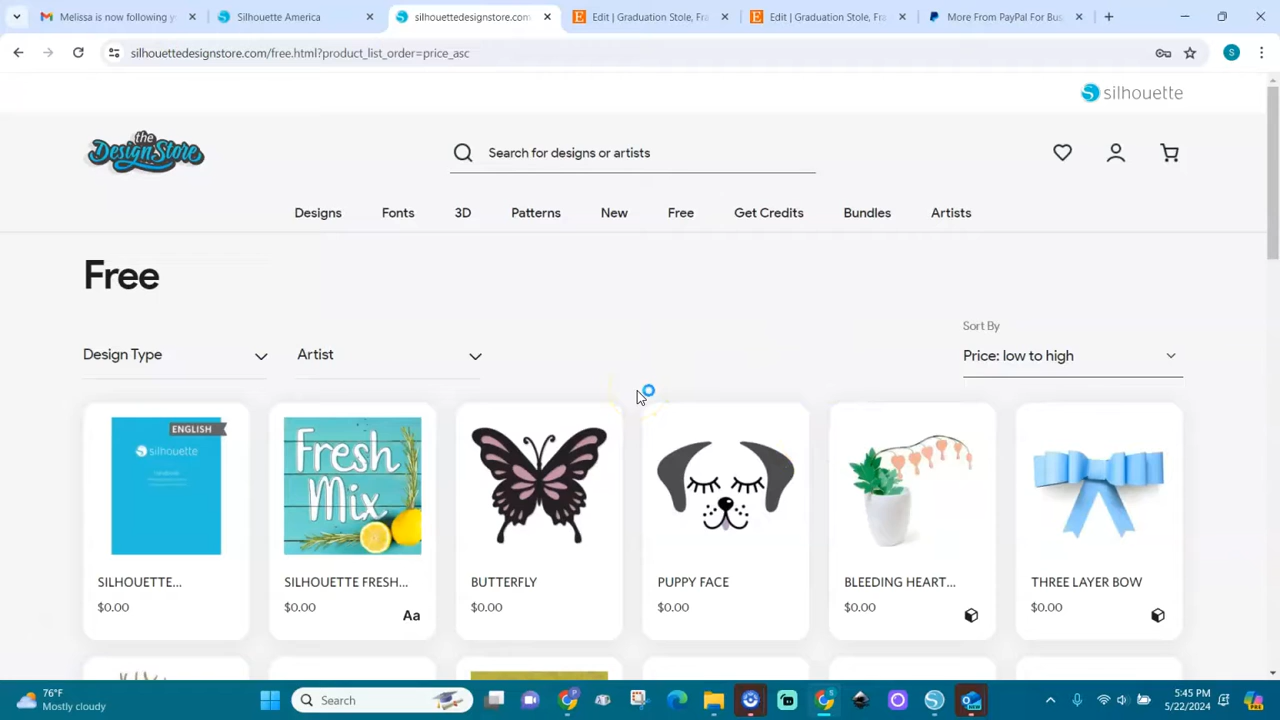 Melissa is now following y
Silhouette America
silhouettedesignstore.com/free
Edit | Graduation Stole, Fra
Edit | Graduation Stole, Fra
More From PayPal For Bus
silhouettedesignstore.com/free.html?product_list_order=price_asc
S
silhouette
the
Design Store
Search for designs or artists
Designs Fonts 3D Patterns New Free Get Credits Bundles Artists
Free
Sort By
Design Type
Artist
Price: low to high
ENGLISH
silhouette
Fresh
Mix
SILHOUETTE...
$0.00
SILHOUETTE FRESH...
$0.00
Aa
BUTTERFLY
$0.00
PUPPY FACE
$0.00
BLEEDING HEART...
$0.00
THREE LAYER BOW
$0.00
76°F
Mostly cloudy
Search
5:45 PM
5/22/2024